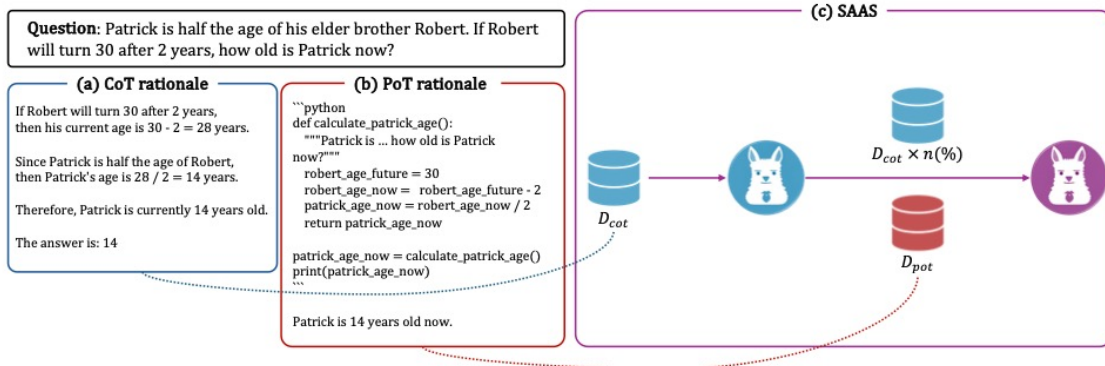 Question: Patrick is half the age of his elder brother Robert. If Robert
will turn 30 after 2 years, how old is Patrick now?
(a) CoT rationale
If Robert will turn 30 after 2 years,
then his current age is 30 - 2 = 28 years.
Since Patrick is half the age of Robert,
then Patrick's age is 28 / 2 = 14 years.
Therefore, Patrick is currently 14 years old.
The answer is: 14
(b) PoT rationale
```python
def calculate_patrick_age():
"""Patrick is ... how old is Patrick
now?"""
robert_age_future = 30
robert_age_now = robert_age_future - 2
patrick_age_now = robert_age_now / 2
return patrick_age_now
patrick_age_now = calculate_patrick_age()
print(patrick_age_now)
```
Patrick is 14 years old now.
(c) SAAS
D_cot
D_cot × n(%)
D_pot